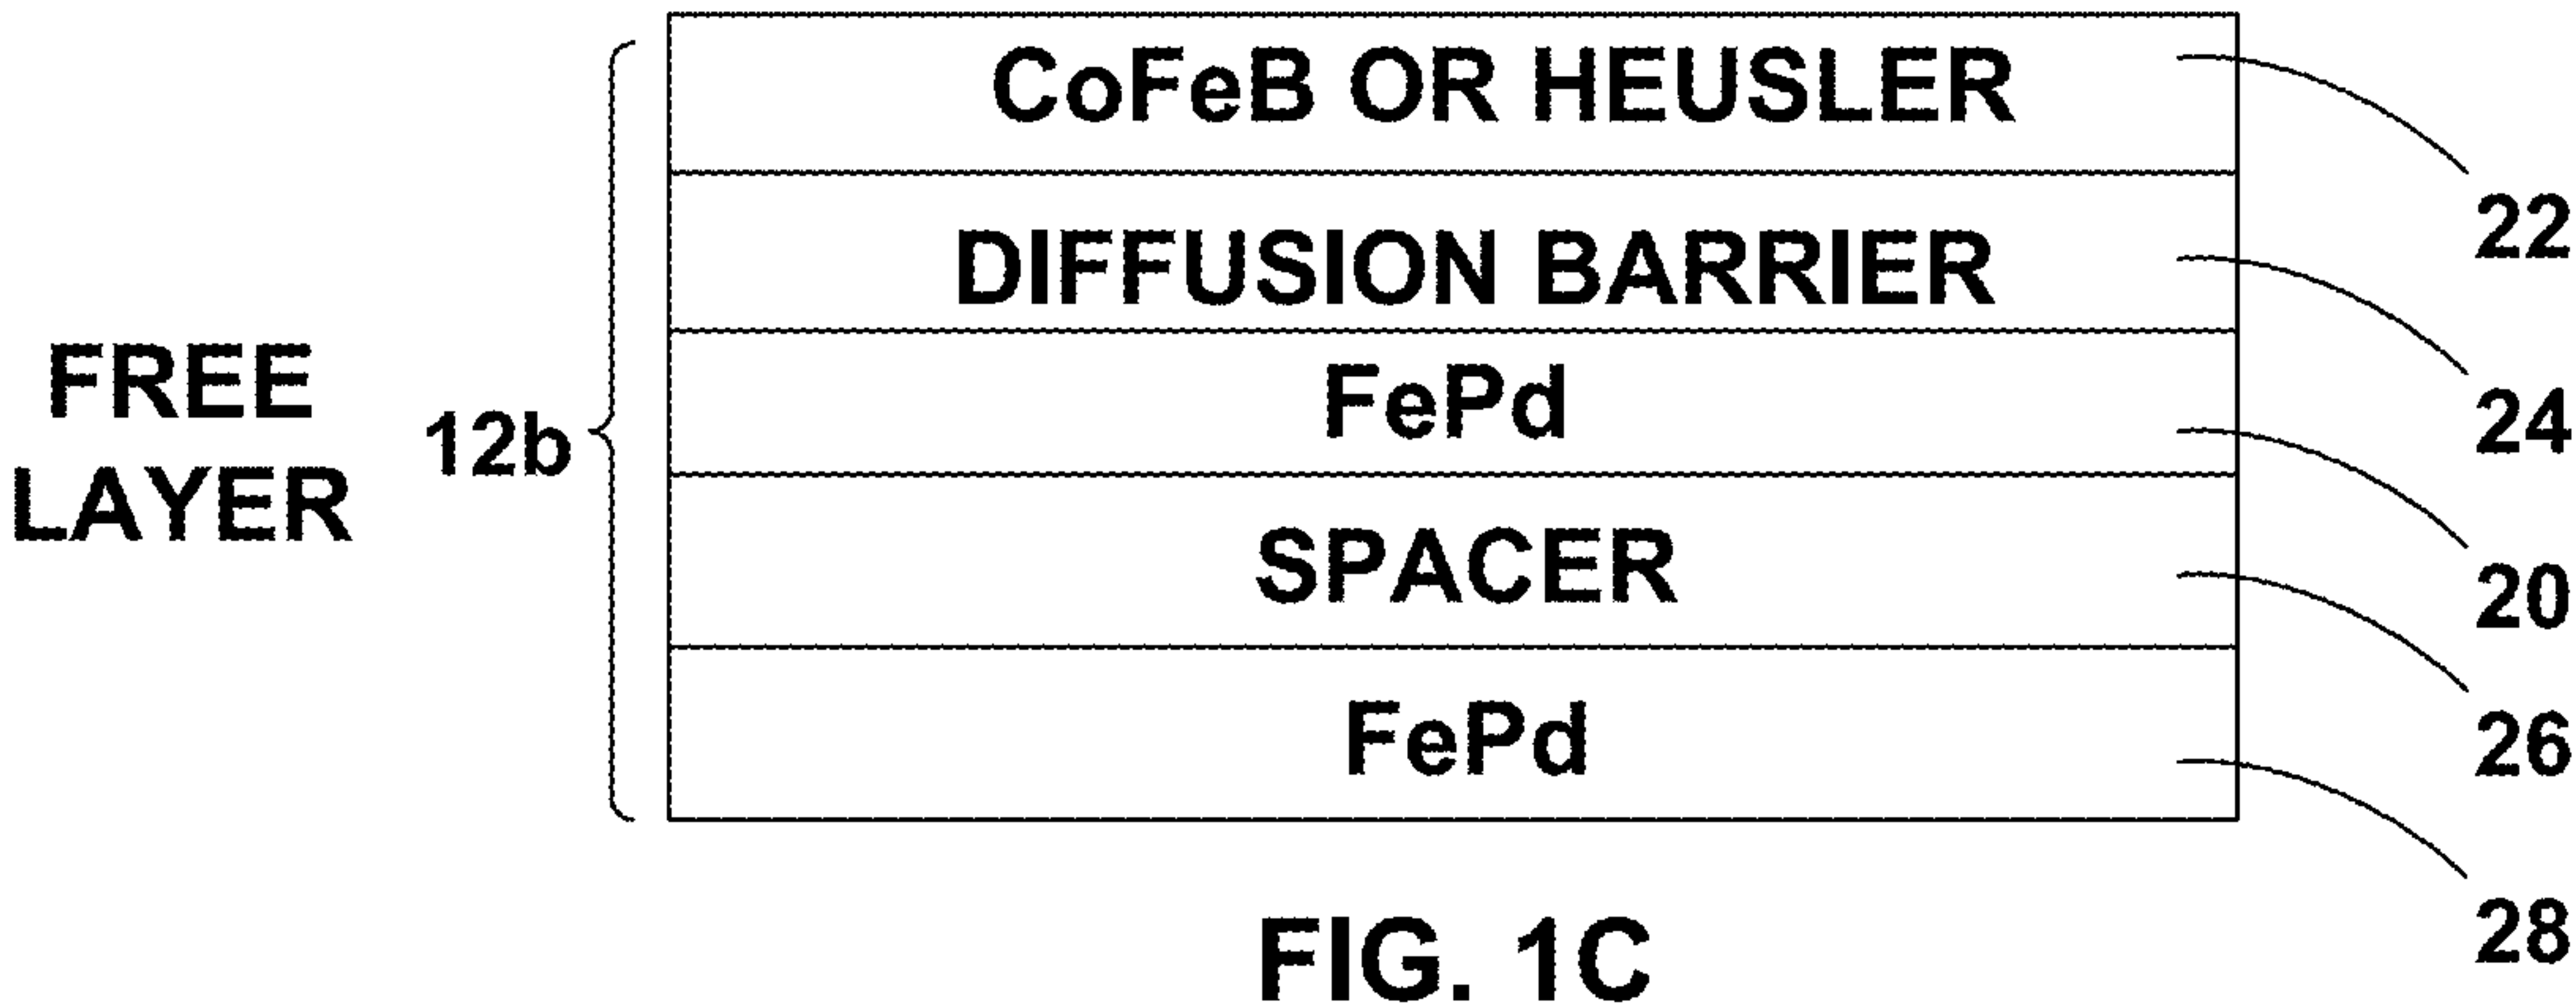 CoFeB OR HEUSLER
22
DIFFUSION BARRIER
24
FREE
LAYER
12b
FePd
20
SPACER
26
FePd
28
FIG. 1C